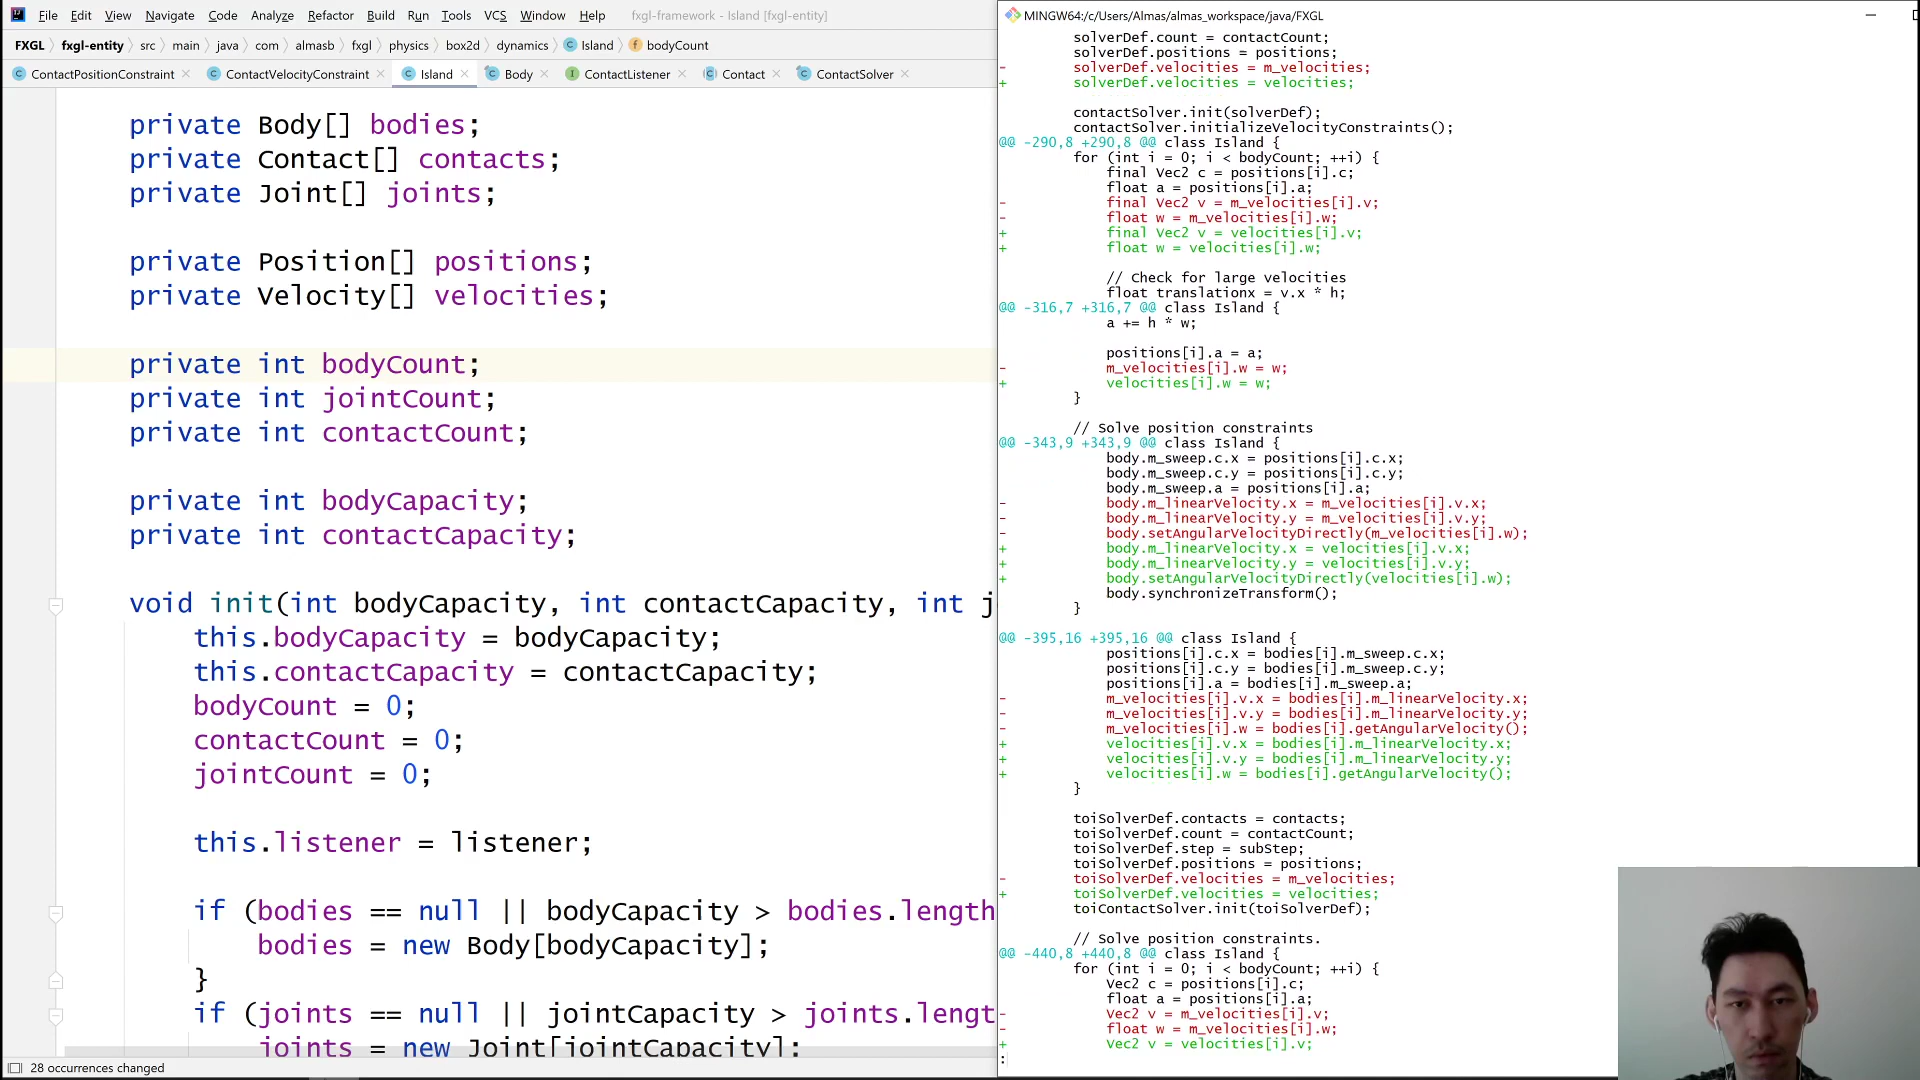 File Edit View Navigate Code Analyze Refactor Build Run Tools VCS Window Help fxgl-framework - Island [fxgl-entity]
FXGL fxgl-entity src main java com almasb fxgl physics box2d dynamics Island bodyCount
ContactPositionConstraint ContactVelocityConstraint Island Body ContactListener Contact ContactSolver
private Body[] bodies;
private Contact[] contacts;
private Joint[] joints;
private Position[] positions;
private Velocity[] velocities;
private int bodyCount;
private int jointCount;
private int contactCount;
private int bodyCapacity;
private int contactCapacity;
void init(int bodyCapacity, int contactCapacity, int j
this.bodyCapacity = bodyCapacity;
this.contactCapacity = contactCapacity;
bodyCount = 0;
contactCount = 0;
jointCount = 0;
this.listener = listener;
if (bodies == null || bodyCapacity > bodies.length
bodies = new Body[bodyCapacity];
}
if (joints == null || jointCapacity > joints.lengt
joints = new Joint[jointCapacity];
28 occurrences changed
MINGW64:/c/Users/Almas/almas_workspace/java/FXGL
solverDef.count = contactCount;
solverDef.positions = positions;
- solverDef.velocities = m_velocities;
+ solverDef.velocities = velocities;
contactSolver.init(solverDef);
contactSolver.initializeVelocityConstraints();
@@ -290,8 +290,8 @@ class Island {
for (int i = 0; i < bodyCount; ++i) {
final Vec2 c = positions[i].c;
float a = positions[i].a;
- final Vec2 v = m_velocities[i].v;
- float w = m_velocities[i].w;
+ final Vec2 v = velocities[i].v;
+ float w = velocities[i].w;
// Check for large velocities
float translationx = v.x * h;
@@ -316,7 +316,7 @@ class Island {
a += h * w;
positions[i].a = a;
- m_velocities[i].w = w;
+ velocities[i].w = w;
}
// Solve position constraints
@@ -343,9 +343,9 @@ class Island {
body.m_sweep.c.x = positions[i].c.x;
body.m_sweep.c.y = positions[i].c.y;
body.m_sweep.a = positions[i].a;
- body.m_linearVelocity.x = m_velocities[i].v.x;
- body.m_linearVelocity.y = m_velocities[i].v.y;
- body.setAngularVelocityDirectly(m_velocities[i].w);
+ body.m_linearVelocity.x = velocities[i].v.x;
+ body.m_linearVelocity.y = velocities[i].v.y;
+ body.setAngularVelocityDirectly(velocities[i].w);
body.synchronizeTransform();
}
@@ -395,16 +395,16 @@ class Island {
positions[i].c.x = bodies[i].m_sweep.c.x;
positions[i].c.y = bodies[i].m_sweep.c.y;
positions[i].a = bodies[i].m_sweep.a;
- m_velocities[i].v.x = bodies[i].m_linearVelocity.x;
- m_velocities[i].v.y = bodies[i].m_linearVelocity.y;
- m_velocities[i].w = bodies[i].getAngularVelocity();
+ velocities[i].v.x = bodies[i].m_linearVelocity.x;
+ velocities[i].v.y = bodies[i].m_linearVelocity.y;
+ velocities[i].w = bodies[i].getAngularVelocity();
}
toiSolverDef.contacts = contacts;
toiSolverDef.count = contactCount;
toiSolverDef.step = subStep;
toiSolverDef.positions = positions;
- toiSolverDef.velocities = m_velocities;
+ toiSolverDef.velocities = velocities;
toiContactSolver.init(toiSolverDef);
// Solve position constraints.
@@ -440,8 +440,8 @@ class Island {
for (int i = 0; i < bodyCount; ++i) {
Vec2 c = positions[i].c;
float a = positions[i].a;
- Vec2 v = m_velocities[i].v;
- float w = m_velocities[i].w;
+ Vec2 v = velocities[i].v;
: